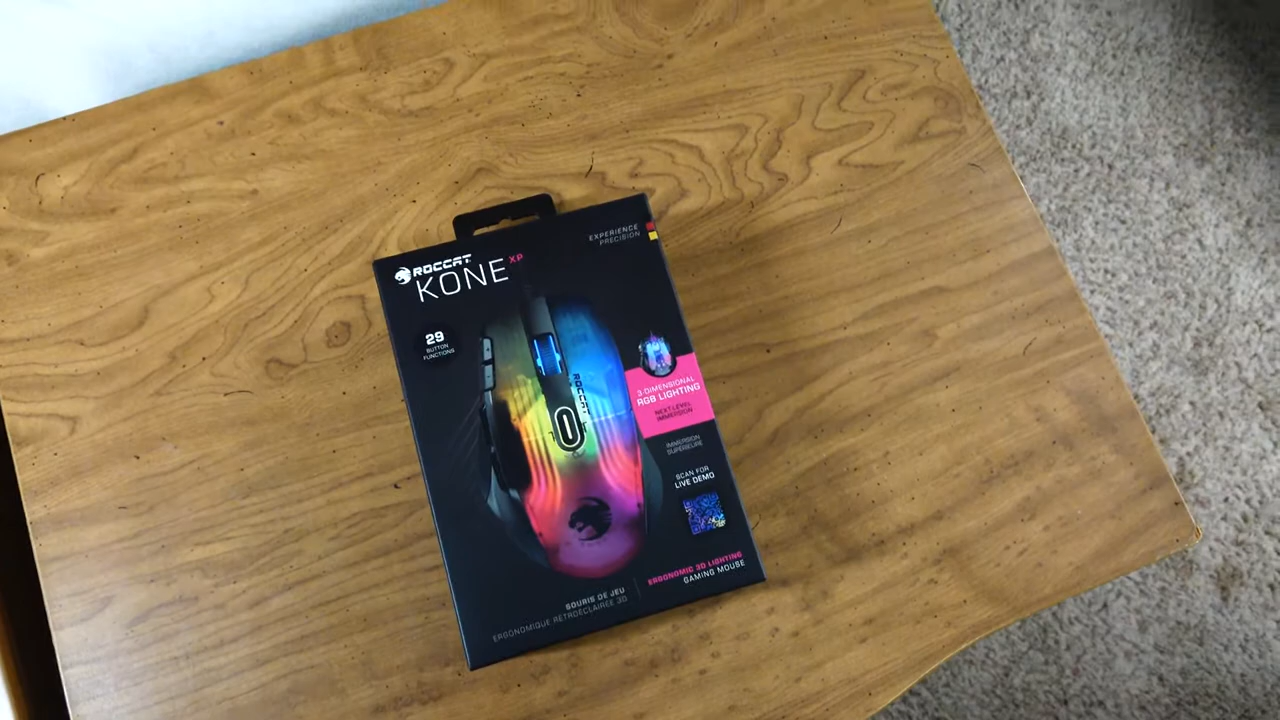 ROCCAT
KONE XP
EXPERIENCE
PRECISION
29
BUTTON
FUNCTIONS
ROCCAT
3-DIMENSIONAL
RGB LIGHTING
NEXT LEVEL
IMMERSION
IMMERSION
SUPÉRIEURE
SCAN FOR
LIVE DEMO
ERGONOMIC 3D LIGHTING
GAMING MOUSE
SOURIS DE JEU
ERGONOMIQUE RÉTROÉCLAIRÉE 3D